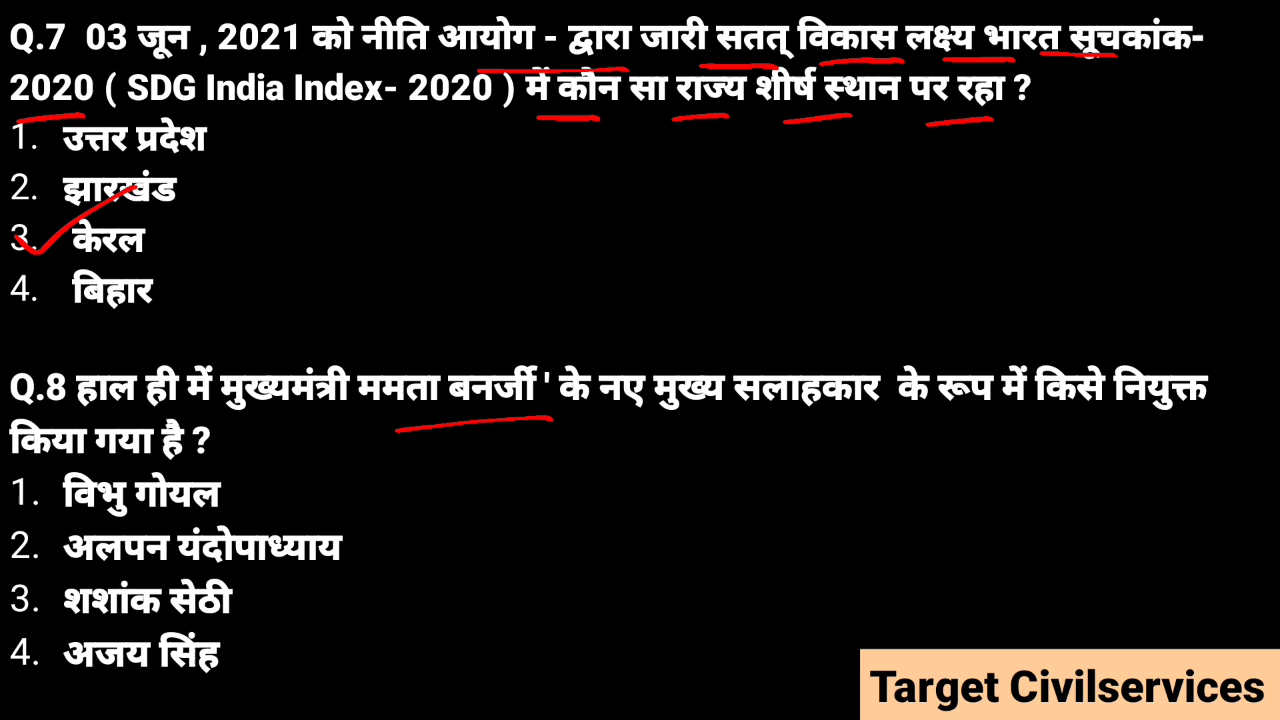 Q.7 03 जून , 2021 को नीति आयोग - द्वारा जारी सतत् विकास लक्ष्य भारत सूचकांक-
2020 ( SDG India Index- 2020 ) में कौन सा राज्य शीर्ष स्थान पर रहा ?
1. उत्तर प्रदेश
2. झारखंड
3. केरल
4. बिहार
Q.8 हाल ही में मुख्यमंत्री ममता बनर्जी ' के नए मुख्य सलाहकार के रूप में किसे नियुक्त
किया गया है ?
1. विभु गोयल
2. अलपन यंदोपाध्याय
3. शशांक सेठी
4. अजय सिंह
Target Civilservices